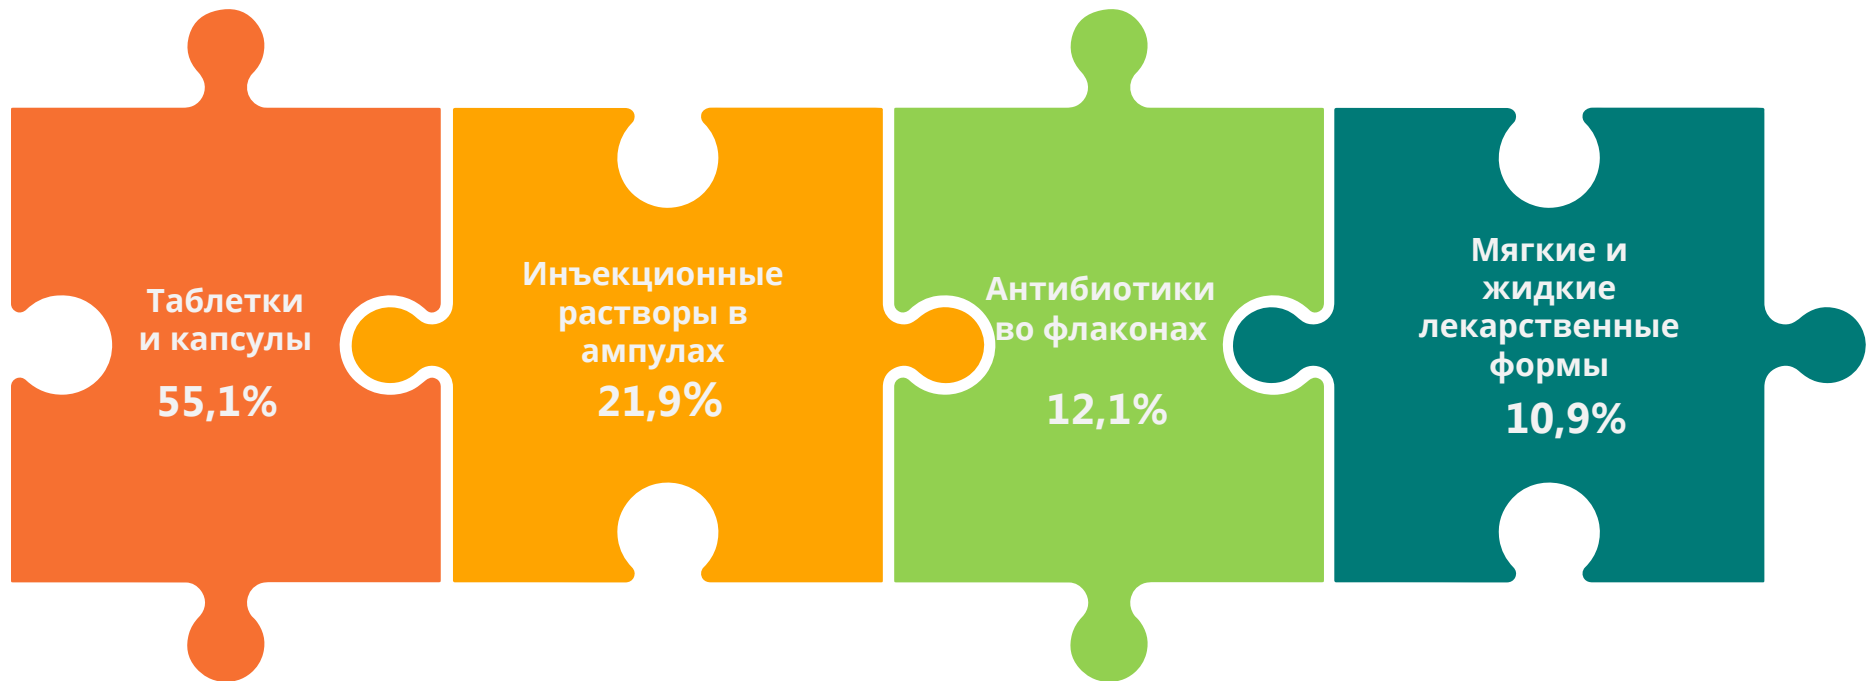 Таблетки
и капсулы
55,1%
Инъекционные
растворы в
ампулах
21,9%
Антибиотики
во флаконах
12,1%
Мягкие и
жидкие
лекарственные
формы
10,9%